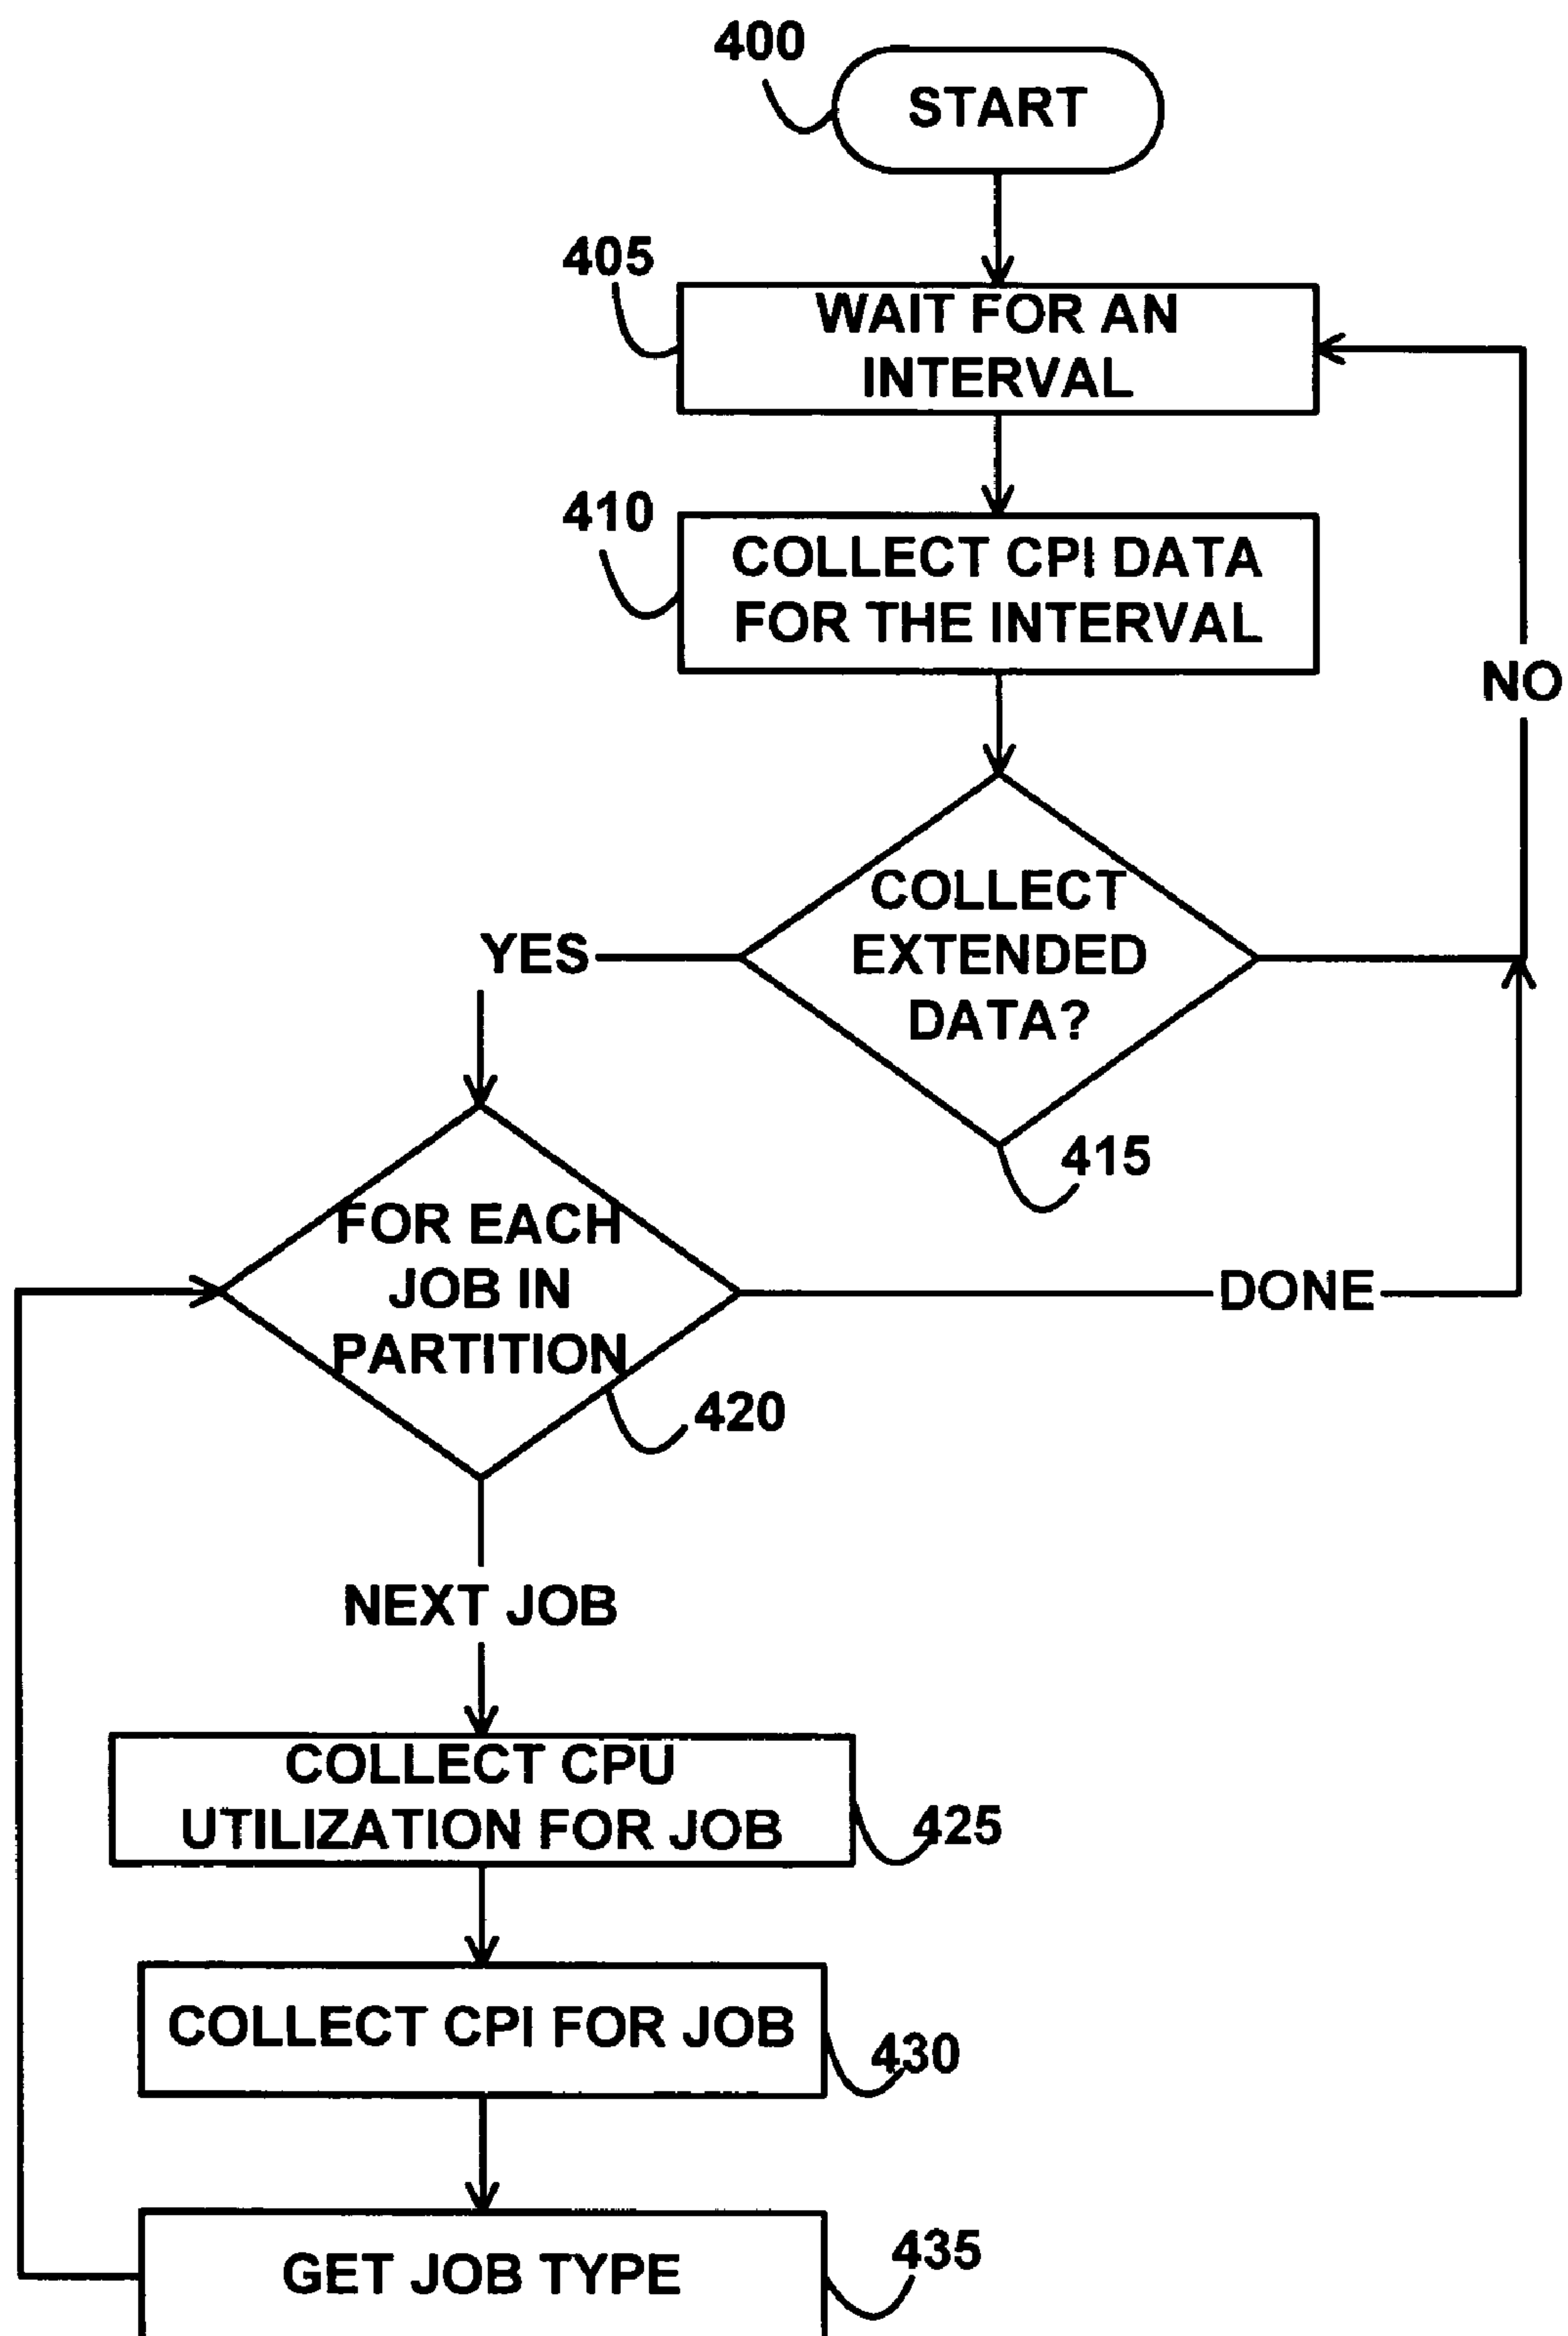 400
START
405
WAIT FOR AN
INTERVAL
410
COLLECT CPI DATA
FOR THE INTERVAL
NO
COLLECT
EXTENDED
DATA?
YES
415
FOR EACH
JOB IN
PARTITION
DONE
420
NEXT JOB
COLLECT CPU
UTILIZATION FOR JOB
425
COLLECT CPI FOR JOB
430
GET JOB TYPE
435